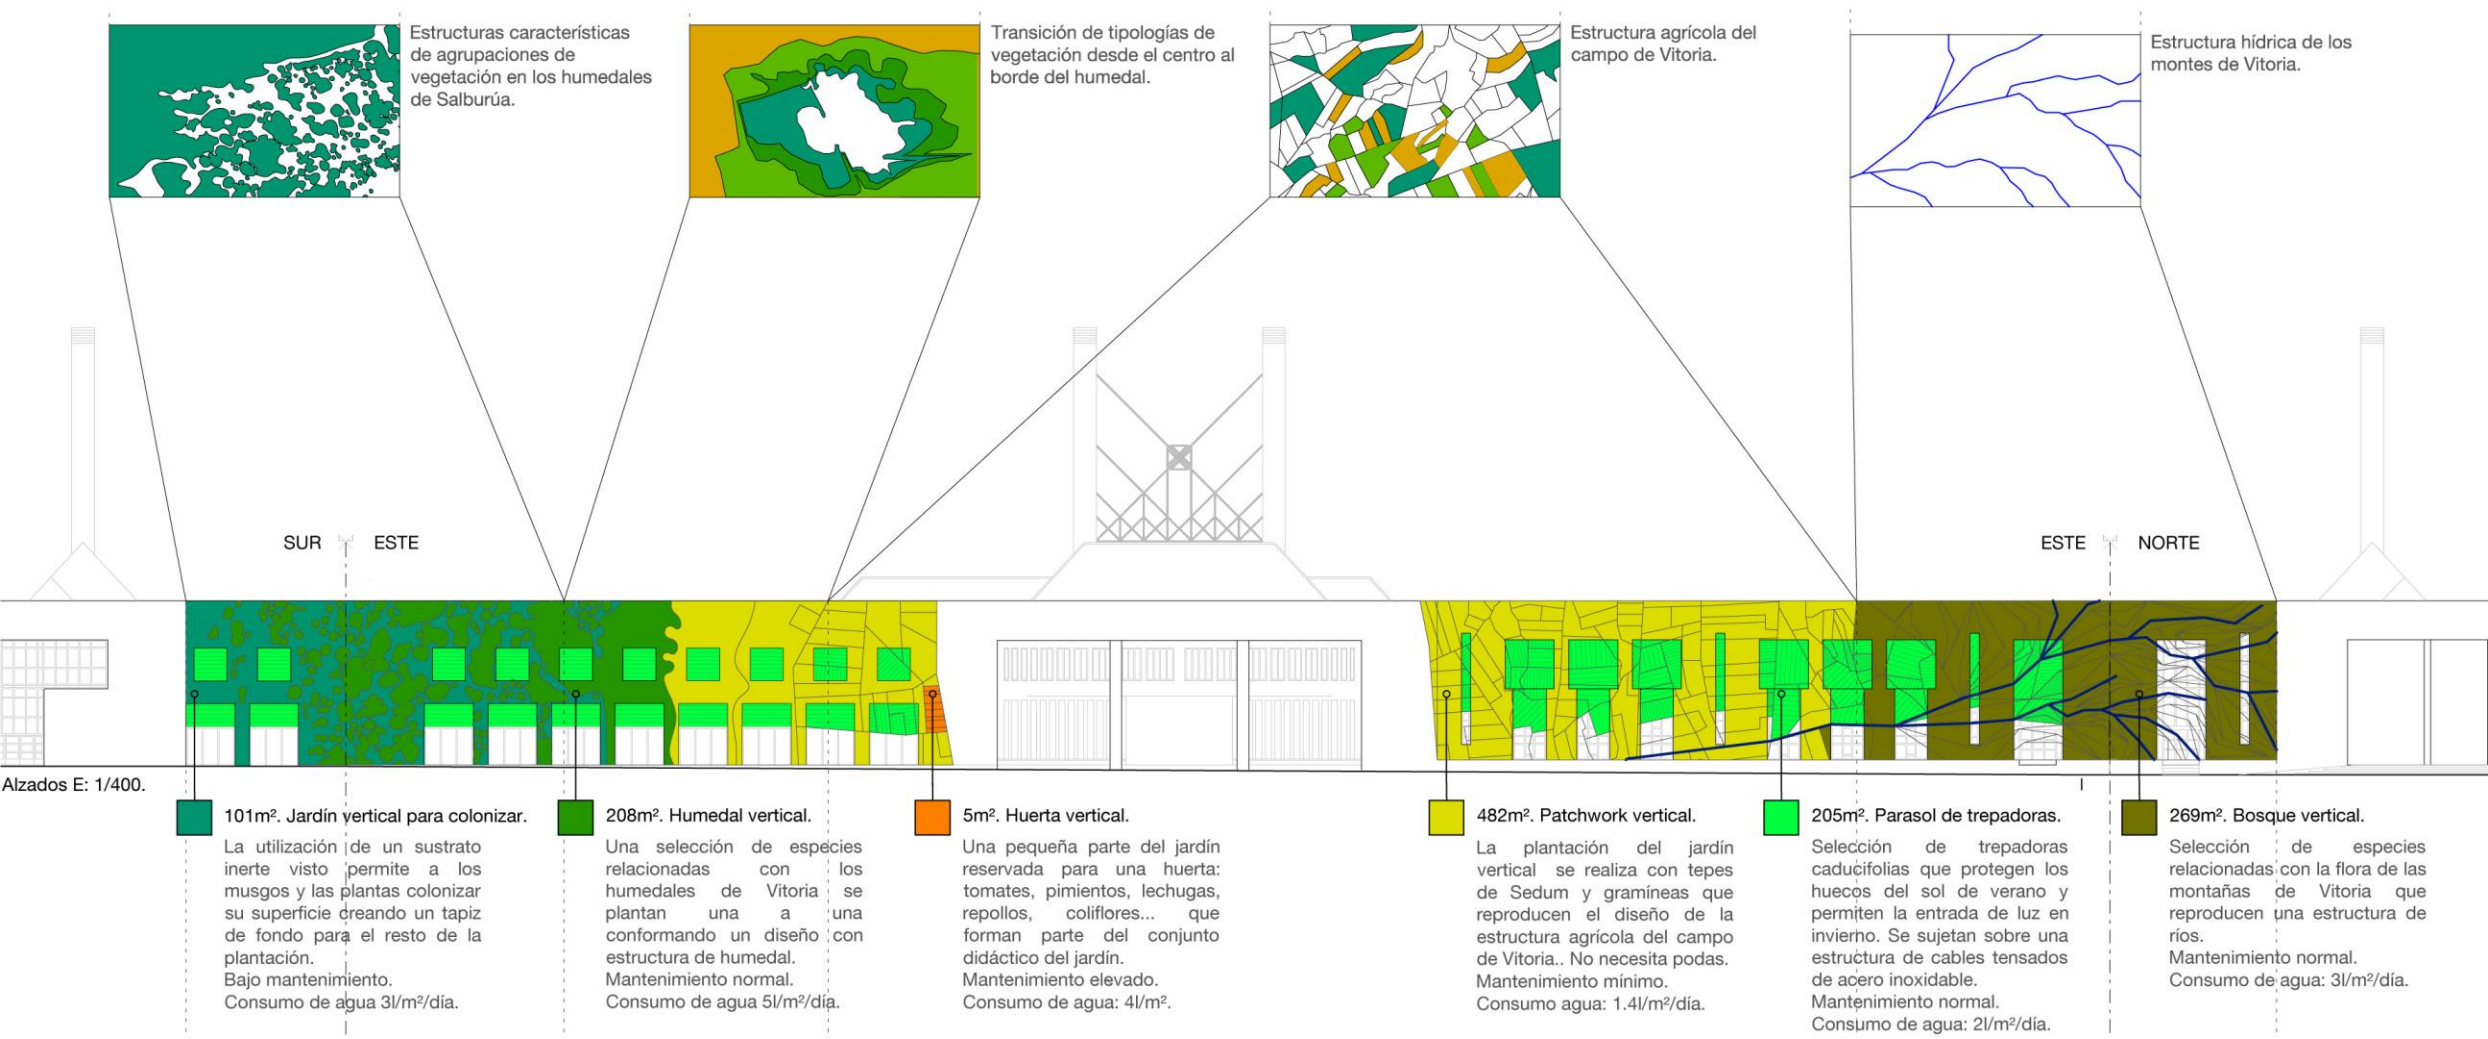 Estructuras características
de agrupaciones de
vegetación en los humedales
de Salburúa.
Transición de tipologías de
vegetación desde el centro al
borde del humedal.
Estructura agrícola del
campo de Vitoria.
Estructura hídrica de los
montes de Vitoria.
SUR ESTE
ESTE NORTE
Alzados E: 1/400.
101m². Jardín vertical para colonizar.
La utilización de un sustrato
inerte visto permite a los
musgos y las plantas colonizar
su superficie creando un tapiz
de fondo para el resto de la
plantación.
Bajo mantenimiento.
Consumo de agua 3l/m²/día.
208m². Humedal vertical.
Una selección de especies
relacionadas con los
humedales de Vitoria se
plantan una a una
conformando un diseño con
estructura de humedal.
Mantenimiento normal.
Consumo de agua 5l/m²/día.
5m². Huerta vertical.
Una pequeña parte del jardín
reservada para una huerta:
tomates, pimientos, lechugas,
repollos, coliflores... que
forman parte del conjunto
didáctico del jardín.
Mantenimiento elevado.
Consumo de agua: 4l/m².
482m². Patchwork vertical.
La plantación del jardín
vertical se realiza con tepes
de Sedum y gramíneas que
reproducen el diseño de la
estructura agrícola del campo
de Vitoria.. No necesita podas.
Mantenimiento mínimo.
Consumo agua: 1.4l/m²/día.
205m². Parasol de trepadoras.
Selección de trepadoras
caducifolias que protegen los
huecos del sol de verano y
permiten la entrada de luz en
invierno. Se sujetan sobre una
estructura de cables tensados
de acero inoxidable.
Mantenimiento normal.
Consumo de agua: 2l/m²/día.
269m². Bosque vertical.
Selección de especies
relacionadas con la flora de las
montañas de Vitoria que
reproducen una estructura de
ríos.
Mantenimiento normal.
Consumo de agua: 3l/m²/día.